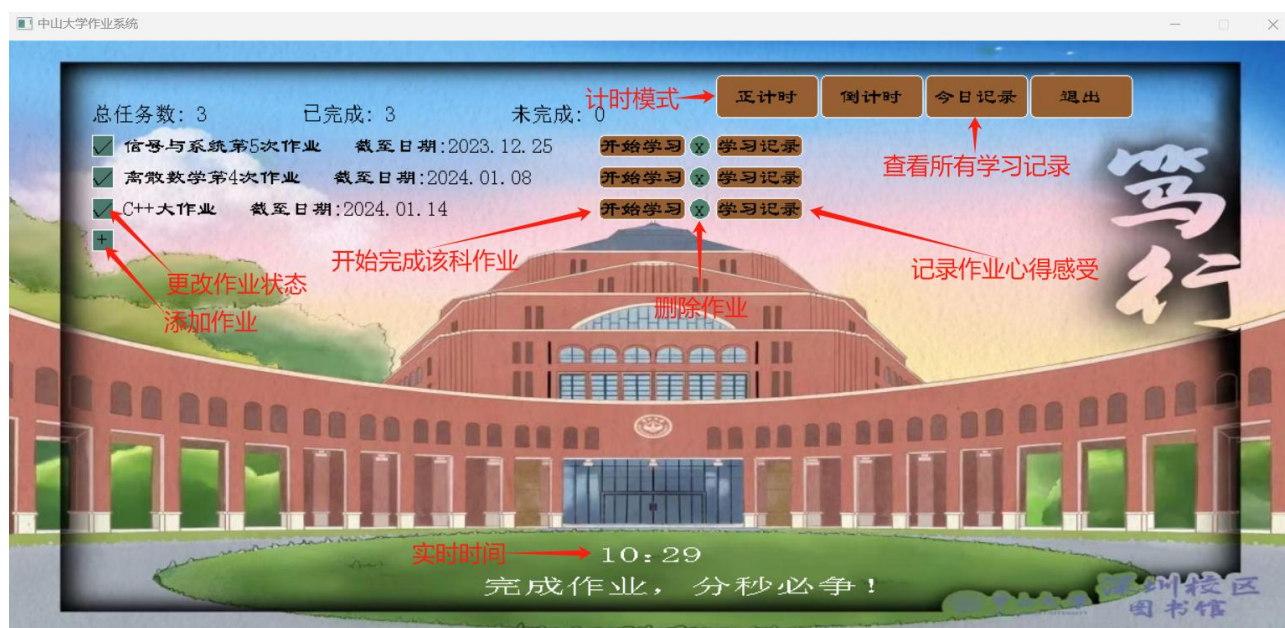 中山大学作业系统
计时模式
正计时
倒计时
今日记录
退出
总任务数: 3 已完成: 3 未完成: 0
信号与系统第5次作业 截至日期:2023.12.25 开始学习 x 学习记录
离散数学第4次作业 截至日期:2024.01.08 开始学习 x 学习记录
C++大作业 截至日期:2024.01.14 开始学习 x 学习记录
+
查看所有学习记录
开始完成该科作业
记录作业心得感受
更改作业状态
删除作业
添加作业
笃行
实时时间
10:29
完成作业，分秒必争!
深圳校区
图书馆